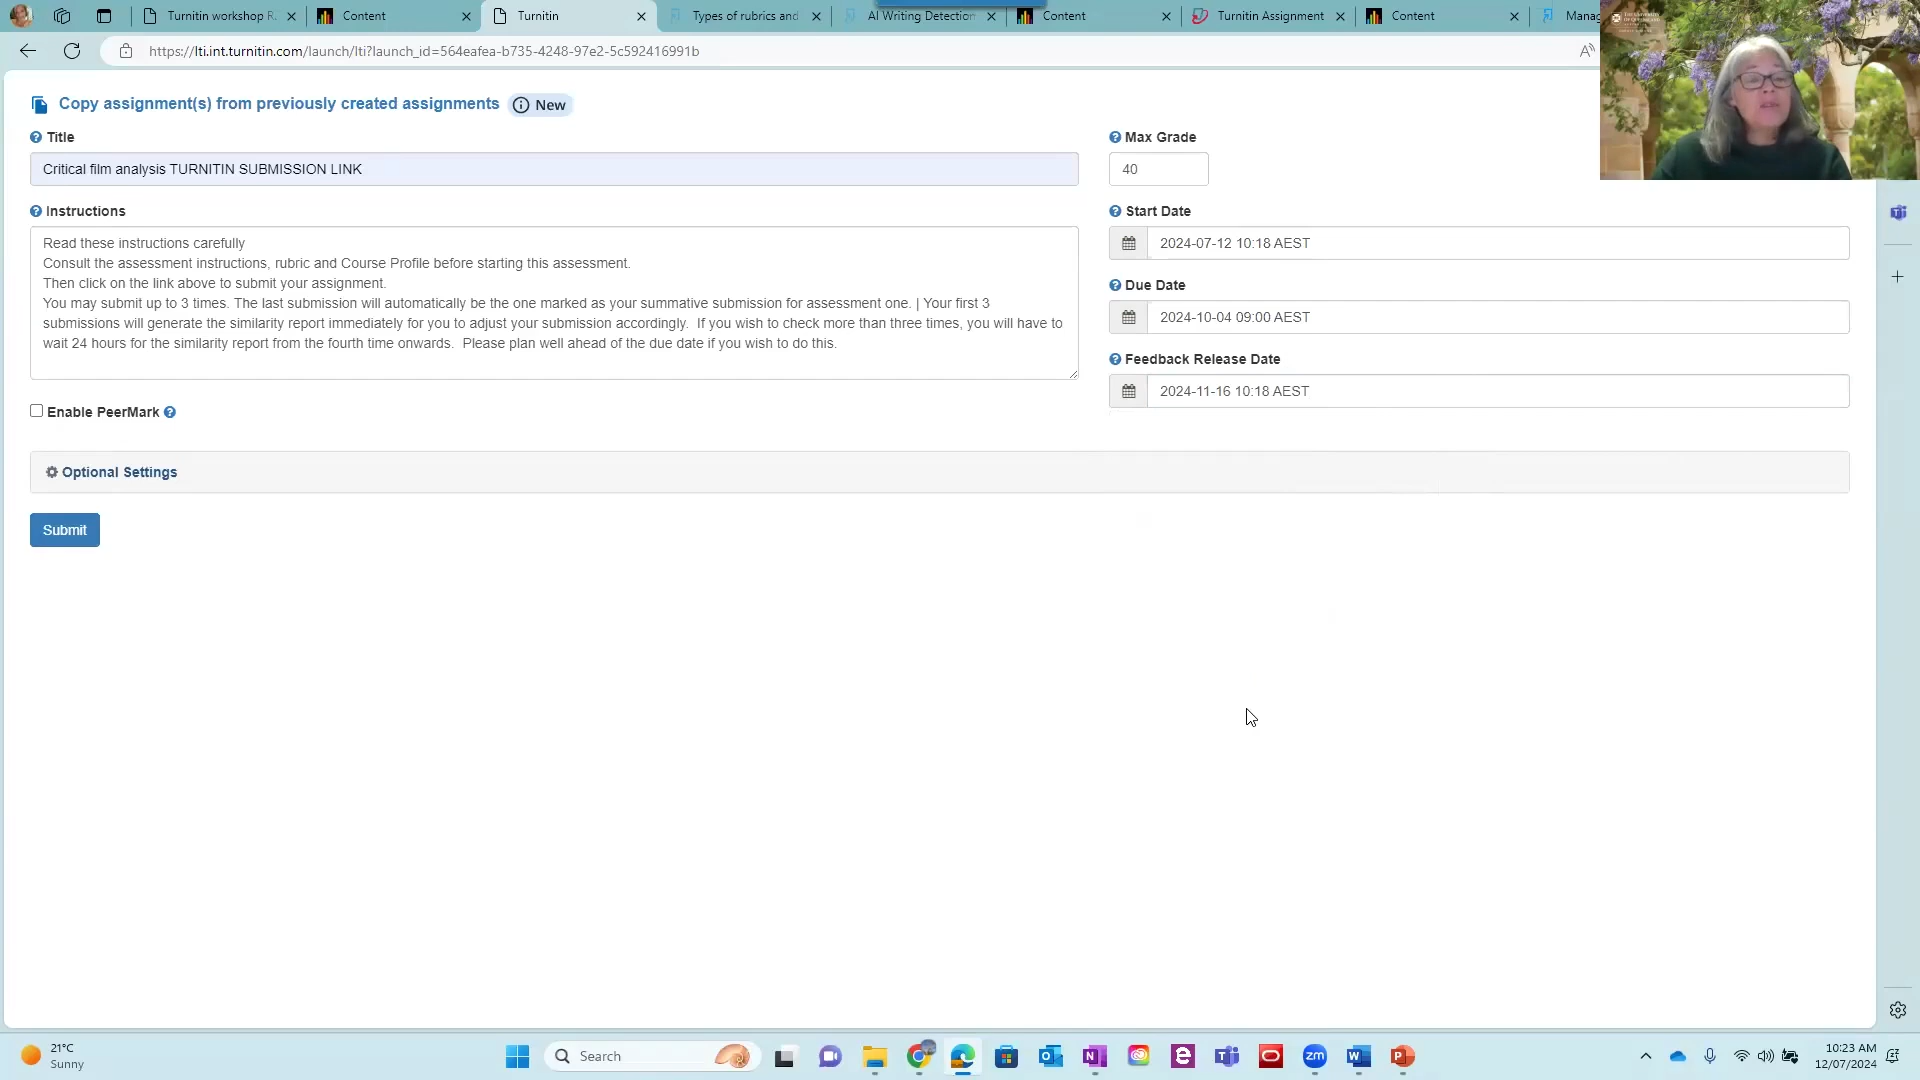 Turnitin workshop R.
Content
Turnitin
Types of rubrics and
AI Writing Detection
Content
Turnitin Assignment
Content
Manag
https://lti.int.turnitin.com/launch/lti?launch_id=564eafea-b735-4248-97e2-5c592416991b
Copy assignment(s) from previously created assignments New
Title
Critical film analysis TURNITIN SUBMISSION LINK
Instructions
Read these instructions carefully
Consult the assessment instructions, rubric and Course Profile before starting this assessment.
Then click on the link above to submit your assignment.
You may submit up to 3 times. The last submission will automatically be the one marked as your summative submission for assessment one. | Your first 3
submissions will generate the similarity report immediately for you to adjust your submission accordingly. If you wish to check more than three times, you will have to
wait 24 hours for the similarity report from the fourth time onwards. Please plan well ahead of the due date if you wish to do this.
Enable PeerMark
Max Grade
40
Start Date
2024-07-12 10:18 AEST
Due Date
2024-10-04 09:00 AEST
Feedback Release Date
2024-11-16 10:18 AEST
Optional Settings
Submit
21°C
Sunny
Search
10:23 AM
12/07/2024